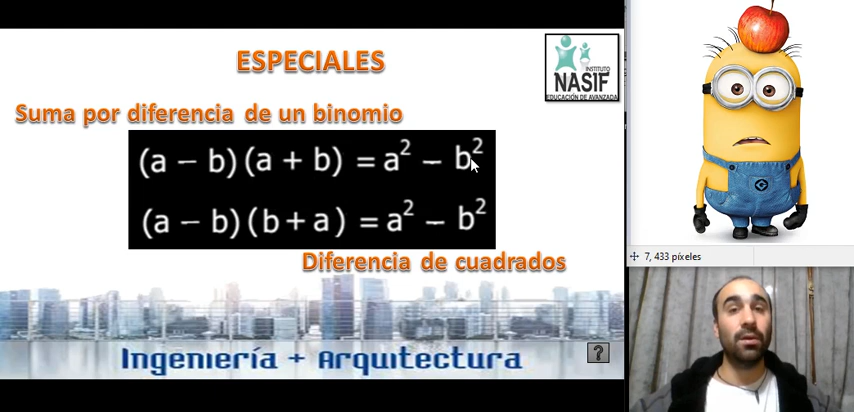 ESPECIALES
INSTITUTO
NASIF
EDUCACIÓN DE AVANZADA
Suma por diferencia de un binomio
(a − b)(a + b) = a² − b²
(a − b)(b + a) = a² − b²
Diferencia de cuadrados
Ingeniería + Arquitectura
?
7, 433 píxeles